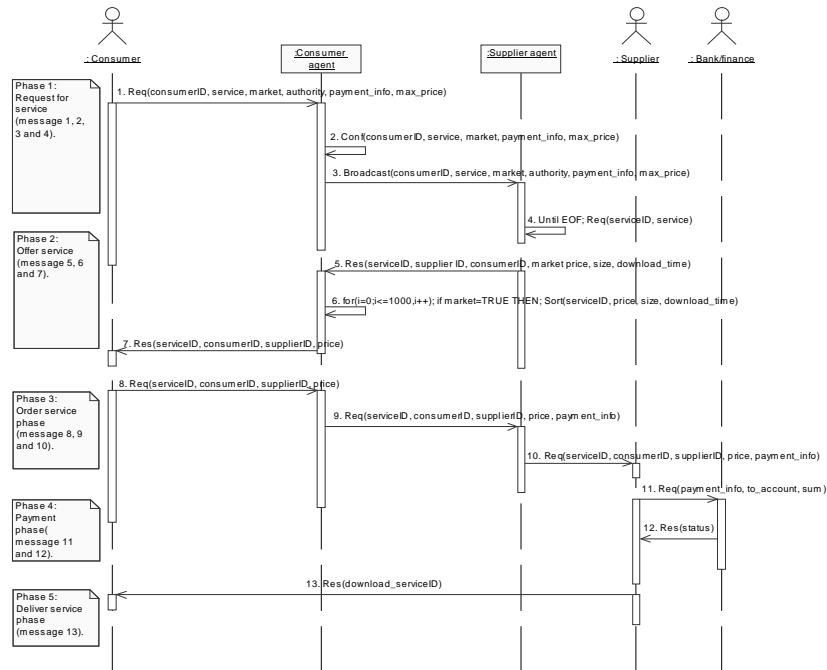 : Consumer
:Consumer
agent
:Supplier agent
: Supplier
: Bank/finance
Phase 1:
Request for
service
(message 1, 2,
3 and 4).
1. Req(consumerID, service, market, authority, payment_info, max_price)
2. Conf(consumerID, service, market, payment_info, max_price)
3. Broadcast(consumerID, service, market, authority, payment_info, max_price)
4. Until EOF; Req(serviceID, service)
Phase 2:
Offer service
(message 5, 6
and 7).
5. Res(serviceID, supplier ID, consumerID, market price, size, download_time)
6. for(i=0;i<=1000,i++); if market=TRUE THEN; Sort(serviceID, price, size, download_time)
7. Res(serviceID, consumerID, supplierID, price)
8. Req(serviceID, consumerID, supplierID, price)
Phase 3:
Order service
phase
(message 8, 9
and 10).
9. Req(serviceID, consumerID, supplierID, price, payment_info)
10. Req(serviceID, consumerID, supplierID, price, payment_info)
11. Req(payment_info, to_account, sum)
Phase 4:
Payment
phase(
message 11
and 12).
12. Res(status)
13. Res(download_serviceID)
Phase 5:
Deliver service
phase
(message 13).